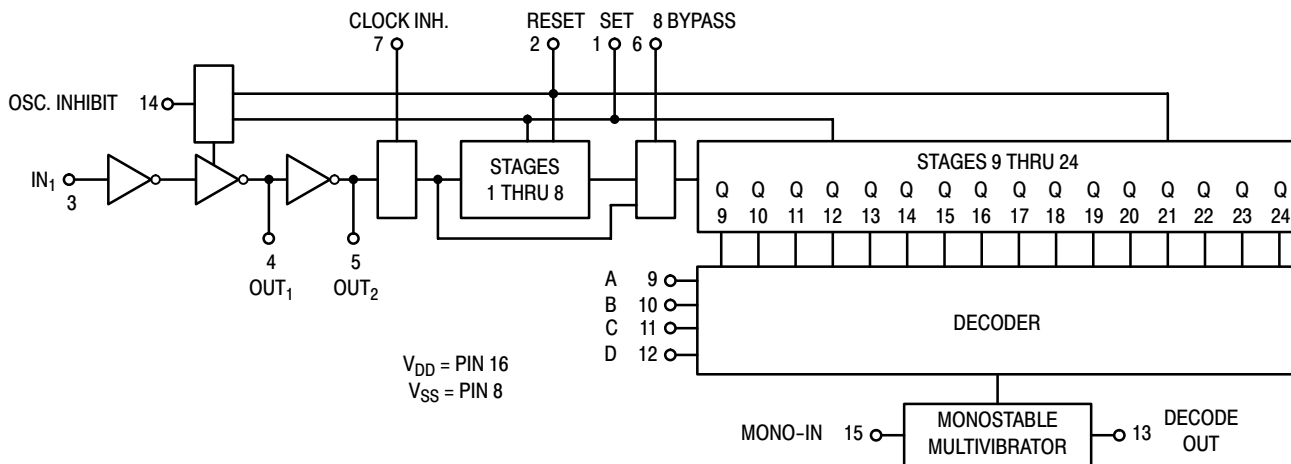 CLOCK INH. RESET SET 8 BYPASS
7 2 1 6
OSC. INHIBIT 14
IN1
3
STAGES
1 THRU 8
STAGES 9 THRU 24
Q Q Q Q Q Q Q Q Q Q Q Q Q Q Q Q
9 10 11 12 13 14 15 16 17 18 19 20 21 22 23 24
4 5
OUT1 OUT2
A 9
B 10
C 11
D 12
DECODER
VDD = PIN 16
VSS = PIN 8
MONO-IN 15
MONOSTABLE
MULTIVIBRATOR
13 DECODE
OUT